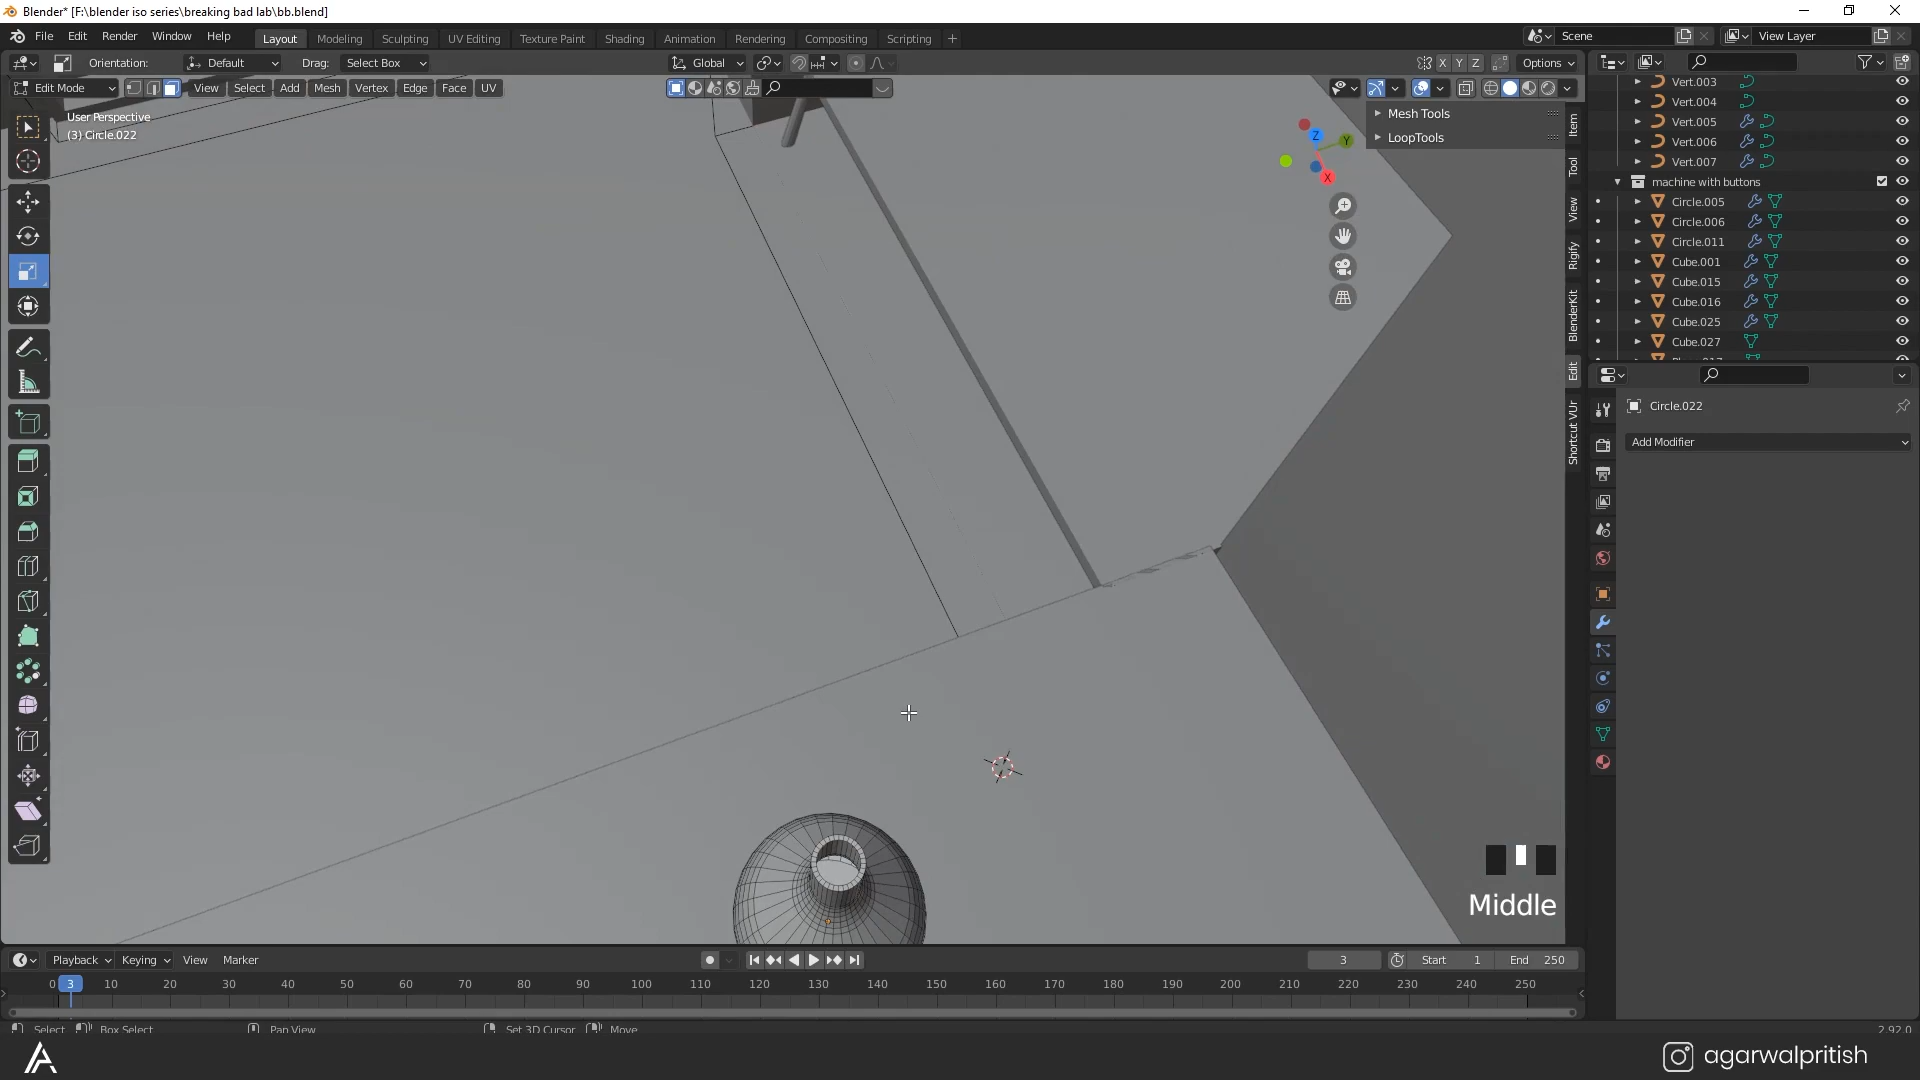 Blender* [F:\blender iso series\breaking bad lab\bb.blend]
File Edit Render Window Help
Layout Modeling Sculpting UV Editing Texture Paint Shading Animation Rendering Compositing Scripting
Scene
View Layer
Orientation: Default Drag: Select Box
Global
X Y Z Options
Edit Mode View Select Add Mesh Vertex Edge Face UV
User Perspective
(3) Circle.022
Mesh Tools
LoopTools
Z
Y
X
Item
Tool
View
Rigify
BlenderKit
Edit
Shortcut VUr
Vert.003
Vert.004
Vert.005
Vert.006
Vert.007
machine with buttons
Circle.005
Circle.006
Circle.011
Cube.001
Cube.015
Cube.016
Cube.025
Cube.027
Circle.022
Add Modifier
Middle
Playback Keying View Marker
3 Start 1 End 250
0 3 10 20 30 40 50 60 70 80 90 100 110 120 130 140 150 160 170 180 190 200 210 220 230 240 250
Select Box Select Pan View Set 3D Cursor Move
2.92.0
agarwalpritish